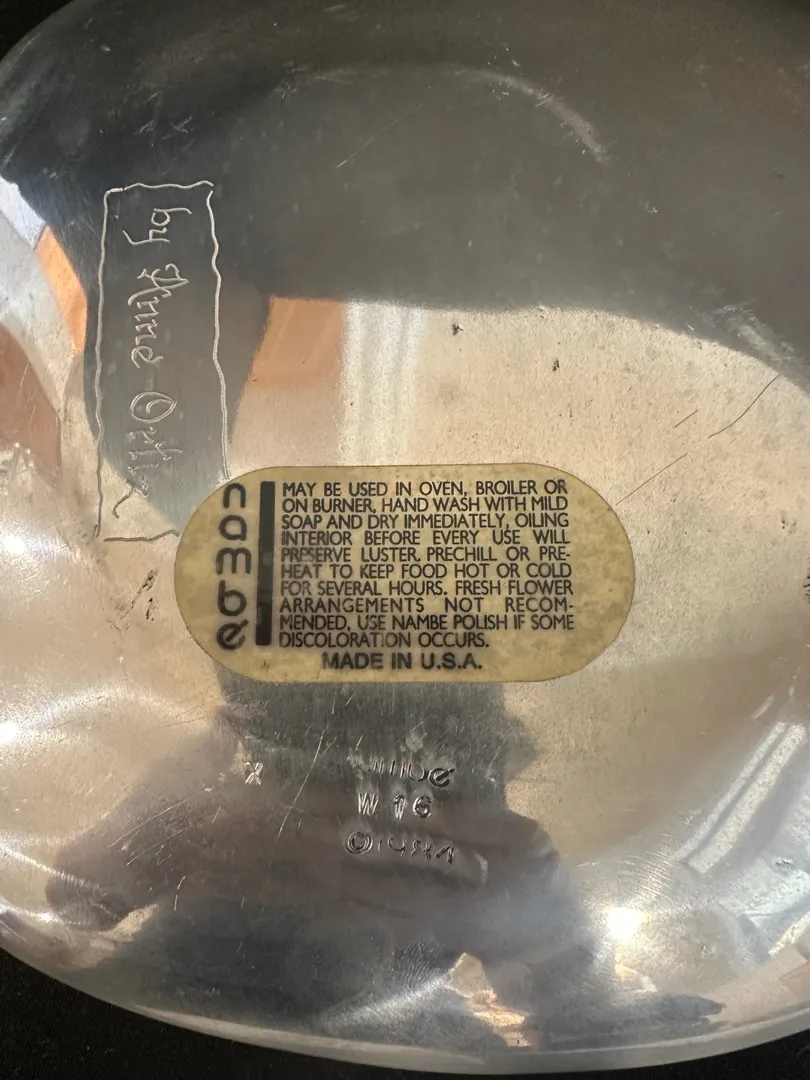 by Anne
nambe
MAY BE USED IN OVEN, BROILER OR
ON BURNER, HAND WASH WITH MILD
SOAP AND DRY IMMEDIATELY, OILING
INTERIOR BEFORE EVERY USE WILL
PRESERVE LUSTER. PRECHILL OR PRE-
HEAT TO KEEP FOOD HOT OR COLD
FOR SEVERAL HOURS. FRESH FLOWER
ARRANGEMENTS NOT RECOM-
MENDED, USE NAMBE POLISH IF SOME
DISCOLORATION OCCURS.
MADE IN U.S.A.
X
W 16